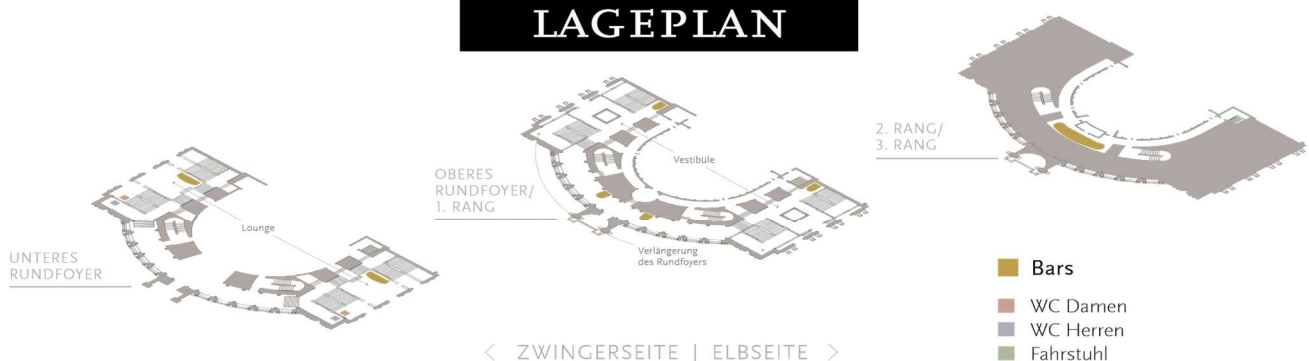 LAGEPLAN
2. RANG/
3. RANG
Vestibüle
OBERES
RUNDFOYER/
1. RANG
Lounge
Verlängerung
des Rundfoyers
UNTERES
RUNDFOYER
Bars
WC Damen
WC Herren
Fahrstuhl
< ZWINGERSEITE | ELBSEITE >